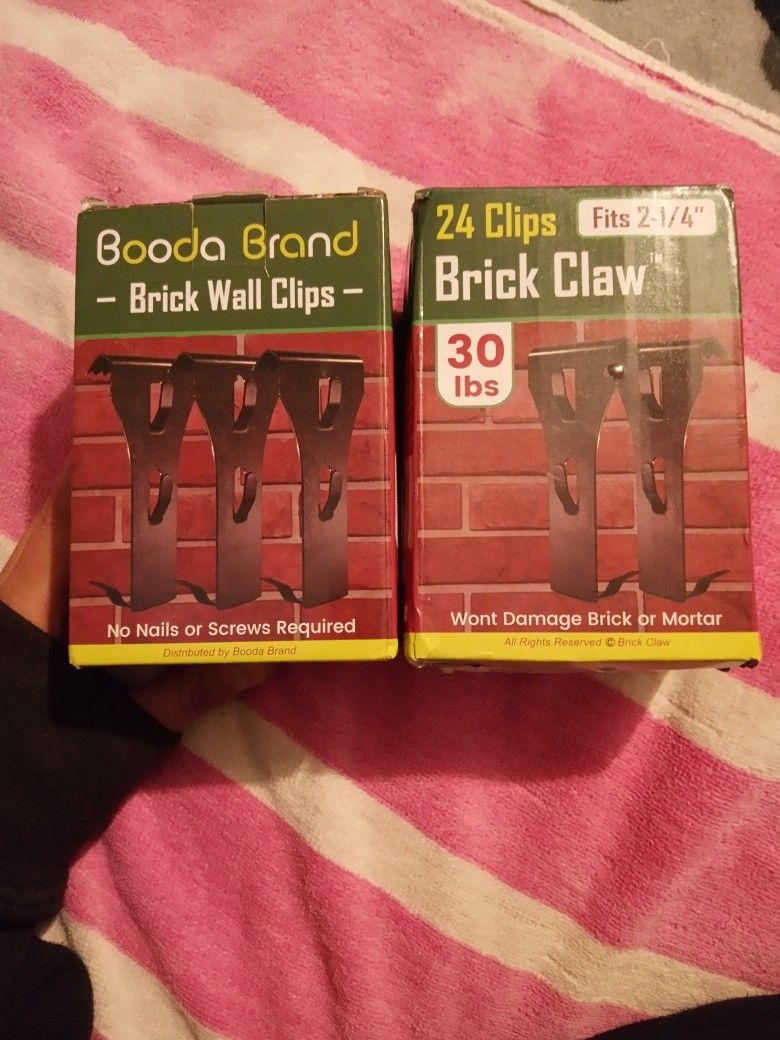 Booda Brand
– Brick Wall Clips –
No Nails or Screws Required
Distributed by Booda Brand
24 Clips
Fits 2-1/4"
Brick Claw™
30
lbs
Wont Damage Brick or Mortar
All Rights Reserved © Brick Claw